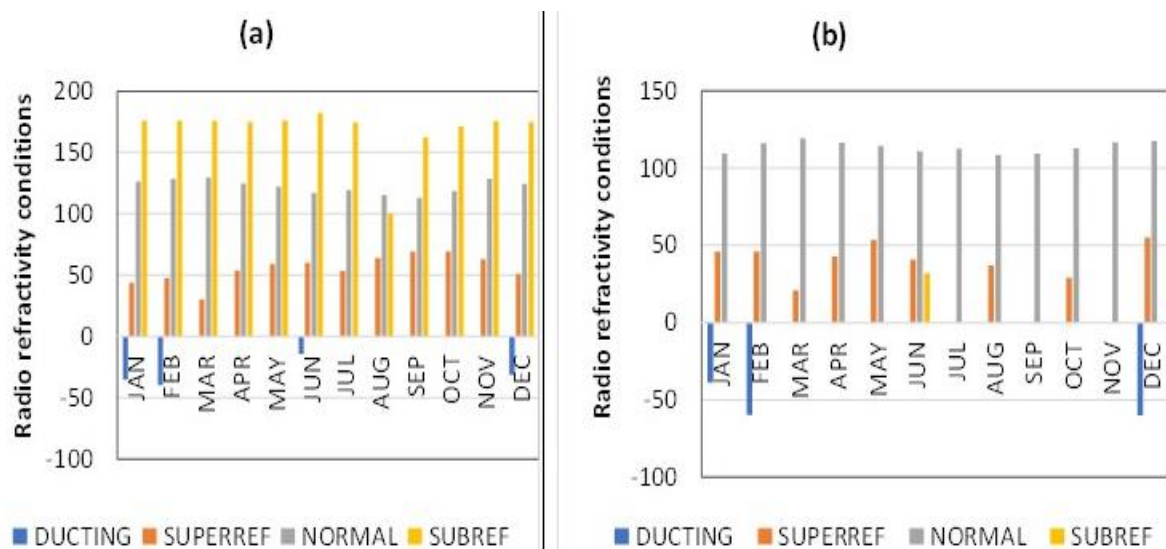 (a)
Radio refractivity conditions
200
150
100
50
0
-50
-100
JAN FEB MAR APR MAY JUN JUL AUG SEP OCT NOV DEC
DUCTING SUPERREF NORMAL SUBREF
(b)
Radio refractivity conditions
150
100
50
0
-50
-100
JAN FEB MAR APR MAY JUN JUL AUG SEP OCT NOV DEC
DUCTING SUPERREF NORMAL SUBREF